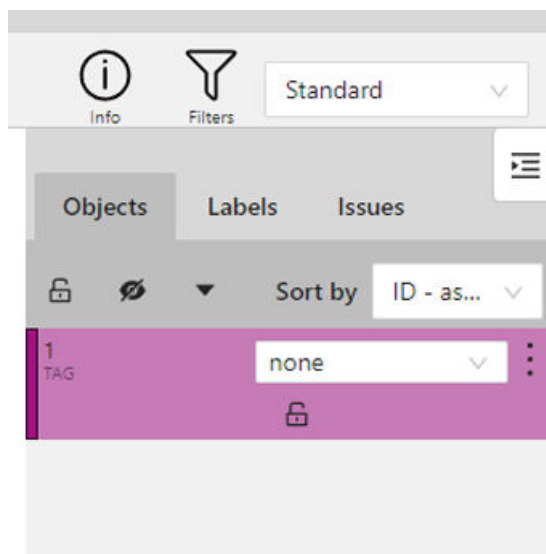 Info Filters Standard
Objects Labels Issues
Sort by ID - as...
1 none
TAG